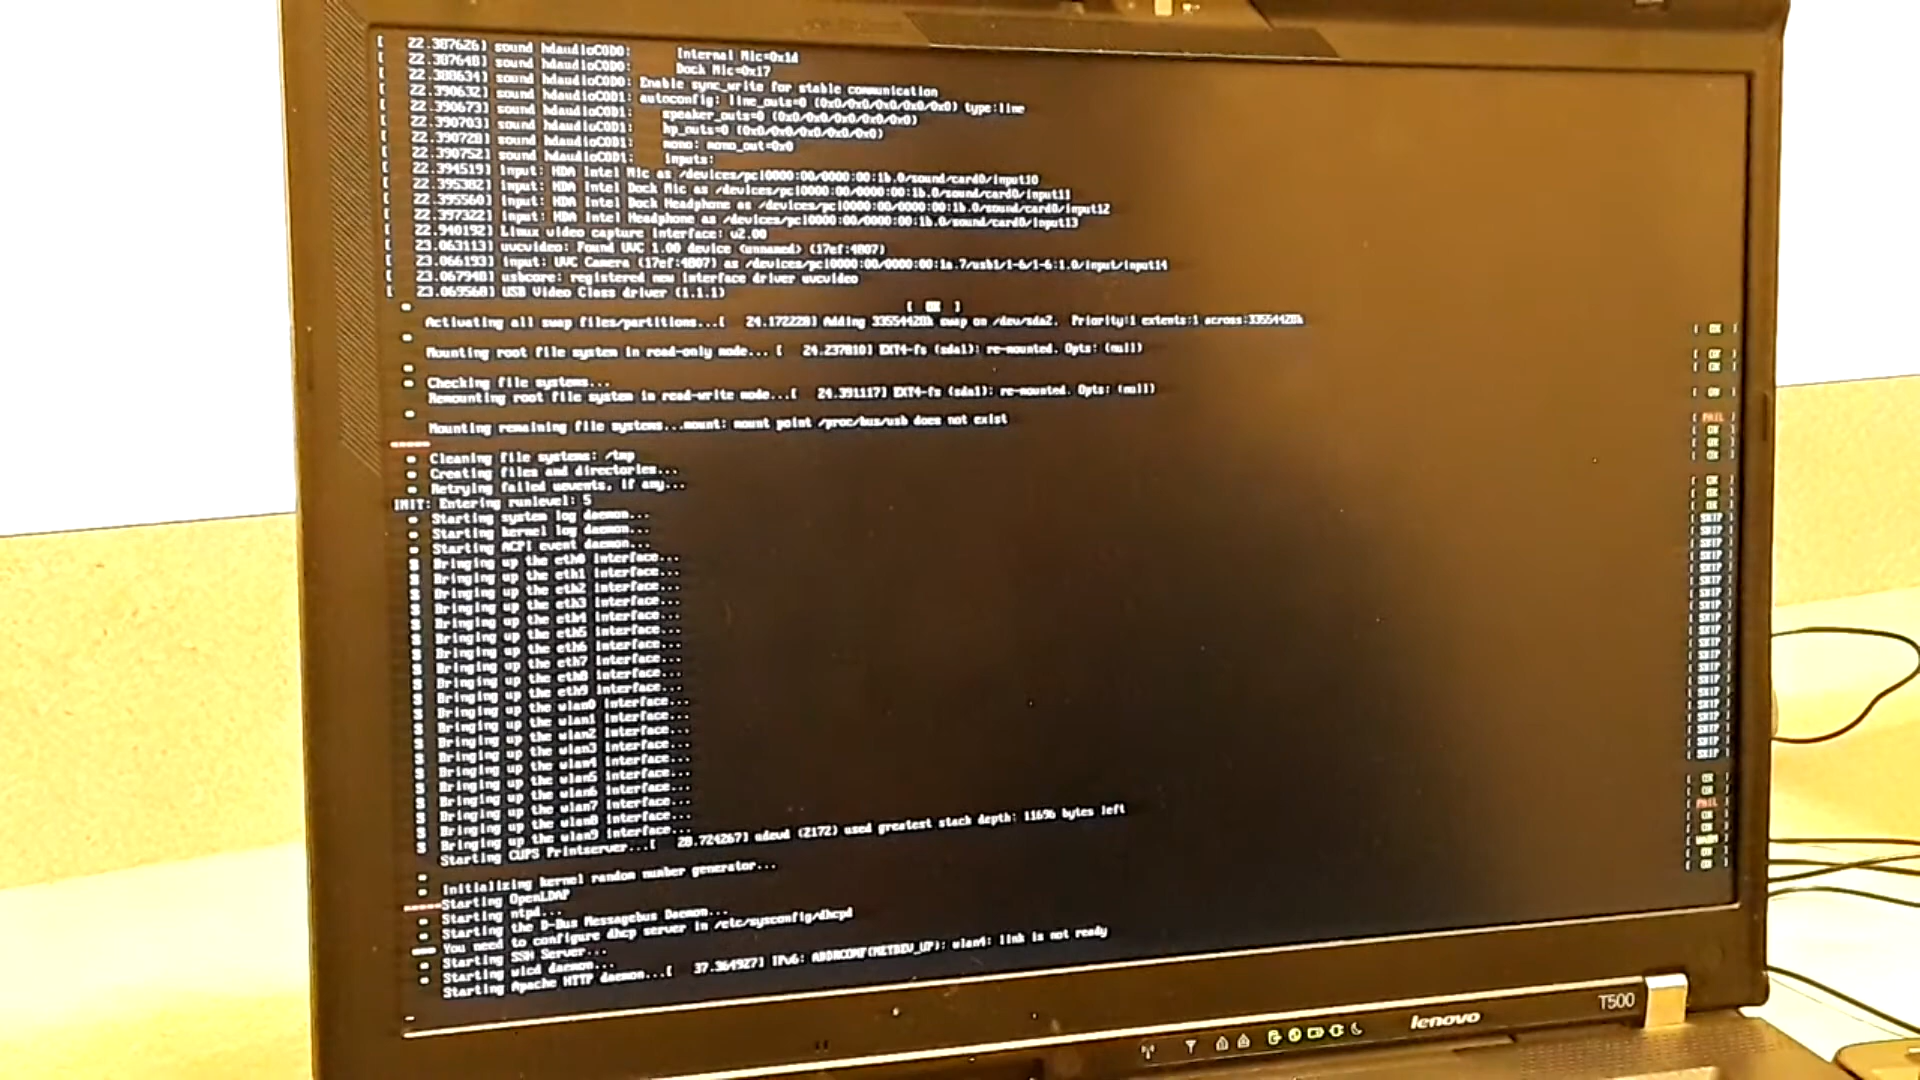 [   22.387626] sound hdaudioC0D0:      Internal Mic=0x1d
[   22.387648] sound hdaudioC0D0:      Dock Mic=0x17
[   22.388634] sound hdaudioC0D0: Enable sync_write for stable communication
[   22.390632] sound hdaudioC0D1: autoconfig: line_outs=0 (0x0/0x0/0x0/0x0/0x0) type:line
[   22.390673] sound hdaudioC0D1:    speaker_outs=0 (0x0/0x0/0x0/0x0/0x0)
[   22.390703] sound hdaudioC0D1:    hp_outs=0 (0x0/0x0/0x0/0x0/0x0)
[   22.390728] sound hdaudioC0D1:    mono: mono_out=0x0
[   22.390752] sound hdaudioC0D1:    inputs:
[   22.394519] input: HDA Intel Mic as /devices/pci0000:00/0000:00:1b.0/sound/card0/input10
[   22.395382] input: HDA Intel Dock Mic as /devices/pci0000:00/0000:00:1b.0/sound/card0/input11
[   22.395560] input: HDA Intel Dock Headphone as /devices/pci0000:00/0000:00:1b.0/sound/card0/input12
[   22.397322] input: HDA Intel Headphone as /devices/pci0000:00/0000:00:1b.0/sound/card0/input13
[   22.940192] Linux video capture interface: v2.00
[   23.063113] uvcvideo: Found UVC 1.00 device <unnamed> (17ef:4807)
[   23.066193] input: UVC Camera (17ef:4807) as /devices/pci0000:00/0000:00:1a.7/usb1/1-6/1-6:1.0/input/input14
[   23.067948] usbcore: registered new interface driver uvcvideo
[   23.069568] USB Video Class driver (1.1.1)
[ OK ]
Activating all swap files/partitions...[   24.172228] Adding 33554428k swap on /dev/sda2.  Priority:1 extents:1 across:33554428k
[ OK ]
Mounting root file system in read-only mode... [   24.237810] EXT4-fs (sda1): re-mounted. Opts: (null)
[ OK ]
* Checking file systems... [ OK ]
Remounting root file system in read-write mode...[   24.391117] EXT4-fs (sda1): re-mounted. Opts: (null)
[ OK ]
Mounting remaining file systems...mount: mount point /proc/bus/usb does not exist
[ FAIL ]
* Cleaning file systems: /tmp [ OK ]
* Creating files and directories... [ OK ]
* Retrying failed uevents, if any... [ OK ]
INIT: Entering runlevel: 5
* Starting system log daemon... [ OK ]
* Starting kernel log daemon... [ OK ]
* Starting ACPI event daemon... [ OK ]
S Bringing up the eth0 interface... [ SKIP ]
S Bringing up the eth1 interface... [ SKIP ]
S Bringing up the eth2 interface... [ SKIP ]
S Bringing up the eth3 interface... [ SKIP ]
S Bringing up the eth4 interface... [ SKIP ]
S Bringing up the eth5 interface... [ SKIP ]
S Bringing up the eth6 interface... [ SKIP ]
S Bringing up the eth7 interface... [ SKIP ]
S Bringing up the eth8 interface... [ SKIP ]
S Bringing up the eth9 interface... [ SKIP ]
S Bringing up the wlan0 interface... [ SKIP ]
S Bringing up the wlan1 interface... [ SKIP ]
S Bringing up the wlan2 interface... [ SKIP ]
S Bringing up the wlan3 interface... [ SKIP ]
S Bringing up the wlan4 interface... [ SKIP ]
S Bringing up the wlan5 interface... [ SKIP ]
S Bringing up the wlan6 interface... [ SKIP ]
S Bringing up the wlan7 interface... [ SKIP ]
S Bringing up the wlan8 interface... [ SKIP ]
S Bringing up the wlan9 interface... [ SKIP ]
Starting CUPS Printserver...[   28.724267] udevd (2172) used greatest stack depth: 11696 bytes left
[ OK ]
* Initializing kernel random number generator... [ OK ]
Starting OpenLDAP [ FAIL ]
* Starting ntpd... [ OK ]
* Starting the D-Bus Messagebus Daemon... [ OK ]
You need to configure dhcp server in /etc/sysconfig/dhcpd [ WARN ]
* Starting SSH Server... [ OK ]
* Starting wicd daemon... [ OK ]
Starting Apache HTTP daemon...[   37.364927] IPv6: ADDRCONF(NETDEV_UP): wlan4: link is not ready
T500
lenovo